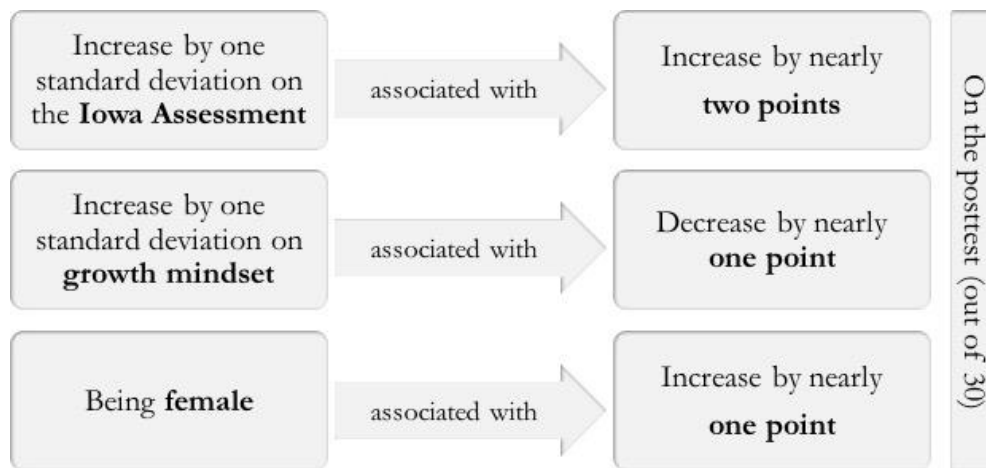 Increase by one
standard deviation on
the Iowa Assessment
associated with
Increase by nearly
two points
Increase by one
standard deviation on
growth mindset
associated with
Decrease by nearly
one point
Being female
associated with
Increase by nearly
one point
On the posttest (out of 30)